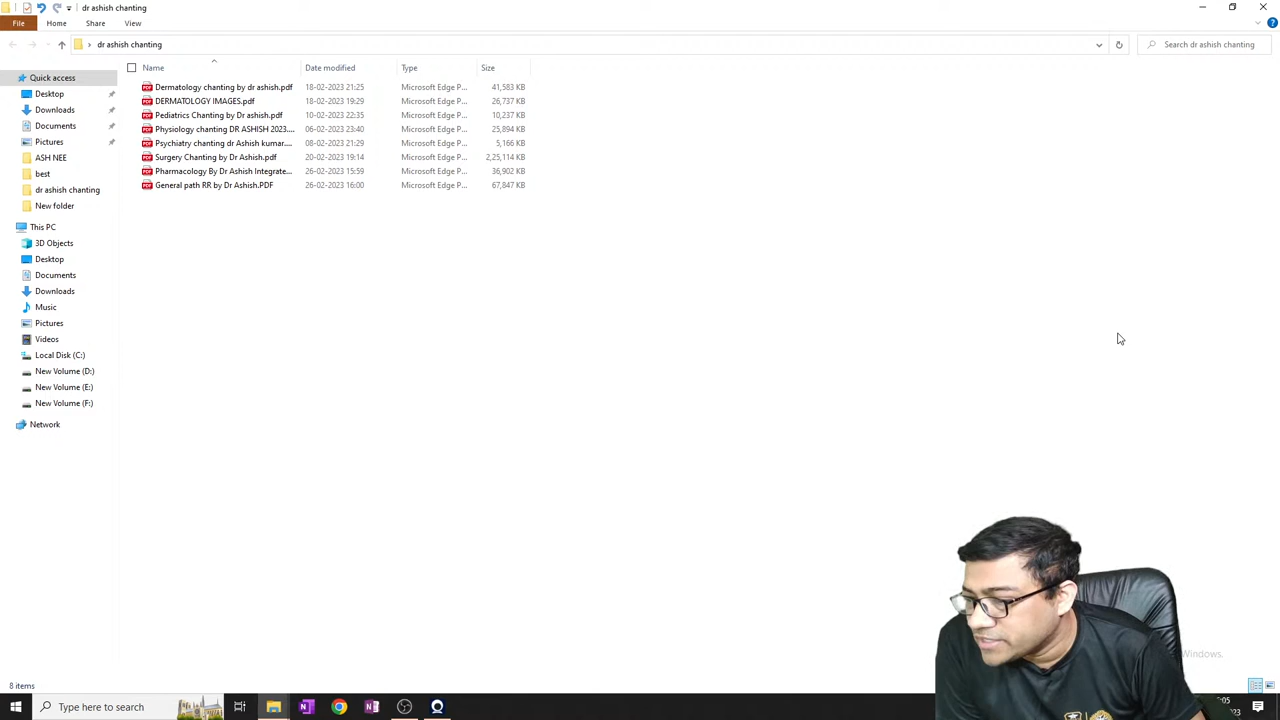 dr ashish chanting
File Home Share View
dr ashish chanting
Search dr ashish chanting
Name Date modified Type Size
Dermatology chanting by dr ashish.pdf 18-02-2023 21:25 Microsoft Edge P... 41,583 KB
DERMATOLOGY IMAGES.pdf 18-02-2023 19:29 Microsoft Edge P... 26,737 KB
Pediatrics Chanting by Dr ashish.pdf 10-02-2023 22:35 Microsoft Edge P... 10,237 KB
Physiology chanting DR ASHISH 2023.... 06-02-2023 23:40 Microsoft Edge P... 25,894 KB
Psychiatry chanting dr Ashish kumar.... 08-02-2023 21:29 Microsoft Edge P... 5,166 KB
Surgery Chanting by Dr Ashish.pdf 20-02-2023 19:14 Microsoft Edge P... 2,25,114 KB
Pharmacology By Dr Ashish Integrate... 26-02-2023 15:59 Microsoft Edge P... 36,902 KB
General path RR by Dr Ashish.PDF 26-02-2023 16:00 Microsoft Edge P... 67,847 KB
Quick access
Desktop
Downloads
Documents
Pictures
ASH NEE
best
dr ashish chanting
New folder
This PC
3D Objects
Desktop
Documents
Downloads
Music
Pictures
Videos
Local Disk (C:)
New Volume (D:)
New Volume (E:)
New Volume (F:)
Network
Windows.
8 items
Type here to search